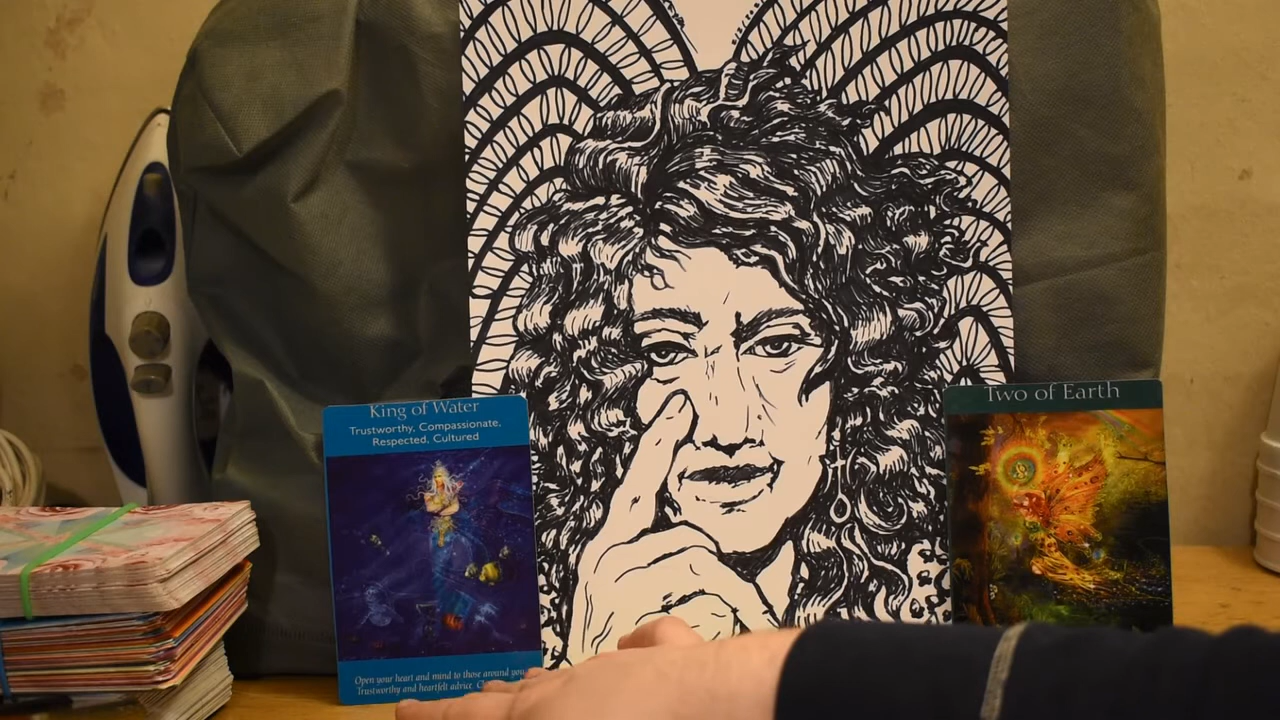 King of Water
Trustworthy, Compassionate,
Respected, Cultured
Open your heart and mind to those around you
Trustworthy and heartfelt advice.
Two of Earth